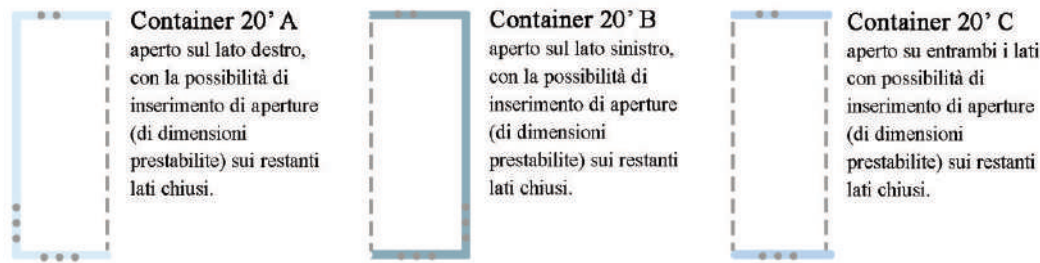 Container 20’ A
aperto sul lato destro,
con la possibilità di
inserimento di aperture
(di dimensioni
prestabilite) sui restanti
lati chiusi.
Container 20’ B
aperto sul lato sinistro,
con la possibilità di
inserimento di aperture
(di dimensioni
prestabilite) sui restanti
lati chiusi.
Container 20’ C
aperto su entrambi i lati
con possibilità di
inserimento di aperture
(di dimensioni
prestabilite) sui restanti
lati chiusi.